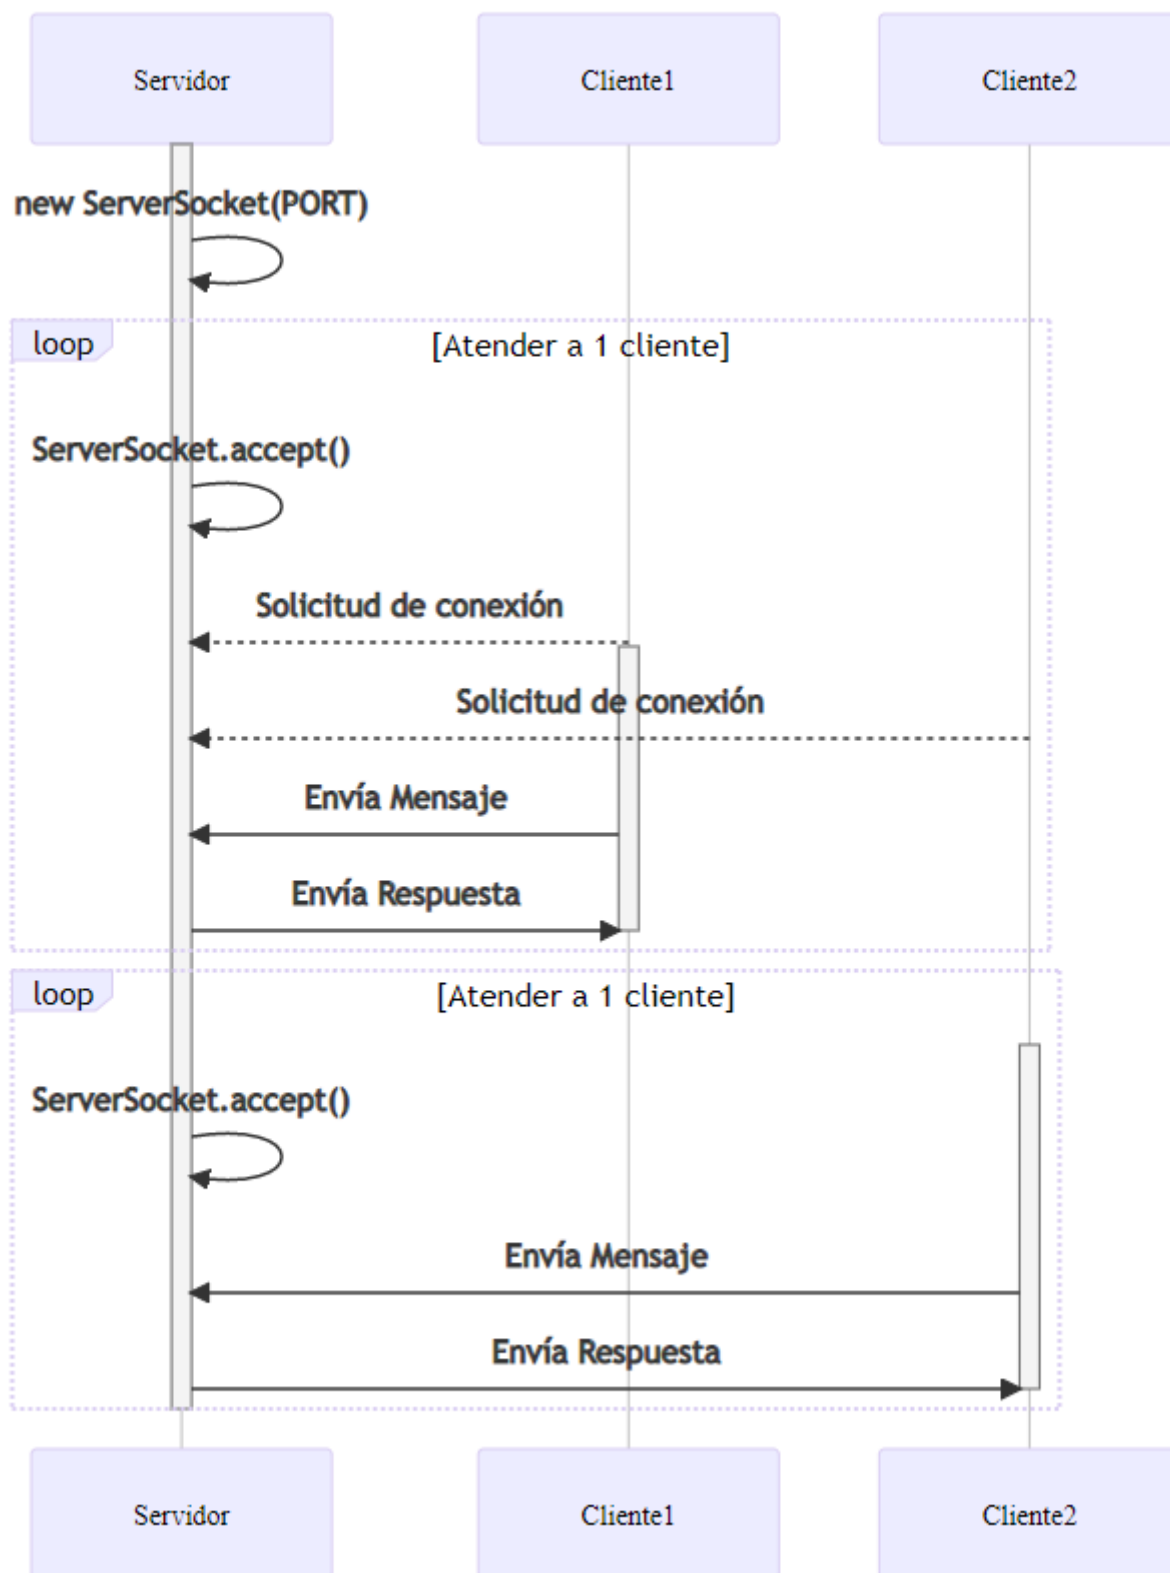 Servidor
Cliente1
Cliente2
new ServerSocket(PORT)
loop
[Atender a 1 cliente]
ServerSocket.accept()
Solicitud de conexión
Solicitud de conexión
Envía Mensaje
Envía Respuesta
loop
[Atender a 1 cliente]
ServerSocket.accept()
Envía Mensaje
Envía Respuesta
Servidor
Cliente1
Cliente2